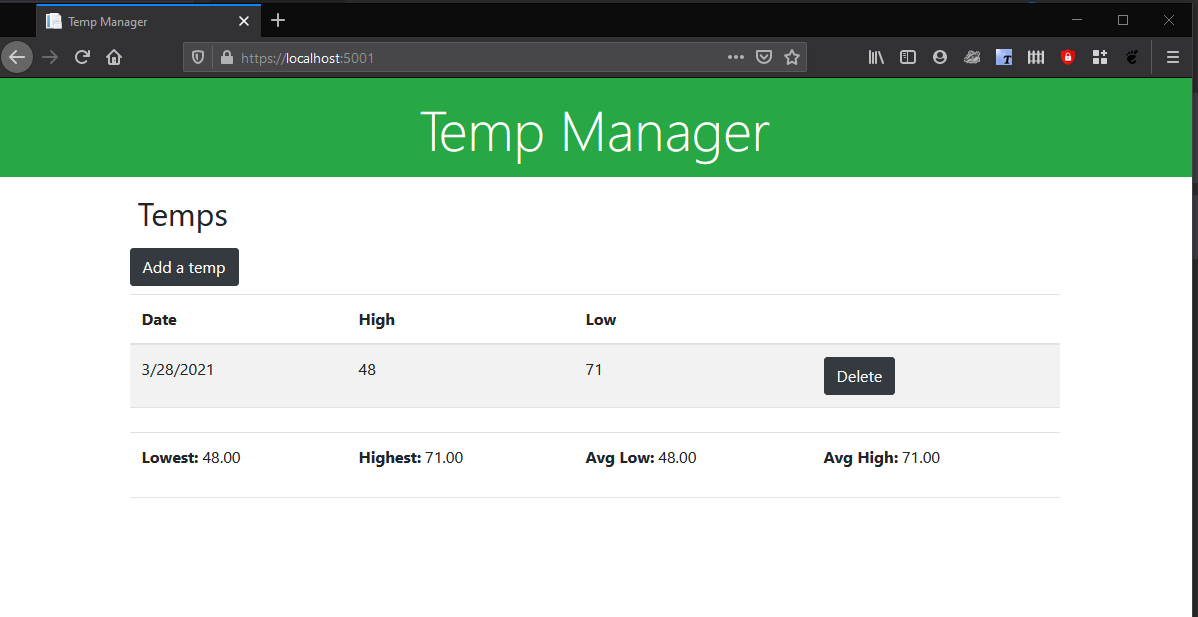 Temp Manager
https://localhost:5001
Temp Manager
Temps
Add a temp
Date High Low
3/28/2021 48 71 Delete
Lowest: 48.00 Highest: 71.00 Avg Low: 48.00 Avg High: 71.00